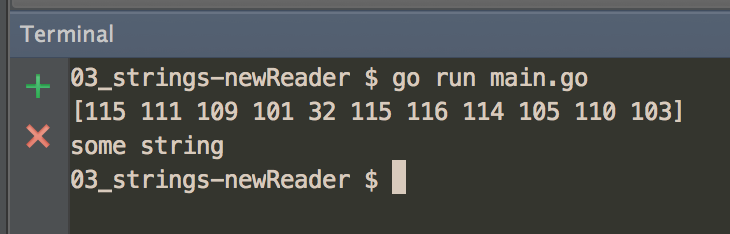 Terminal
03_strings-newReader $ go run main.go
[115 111 109 101 32 115 116 114 105 110 103]
some string
03_strings-newReader $